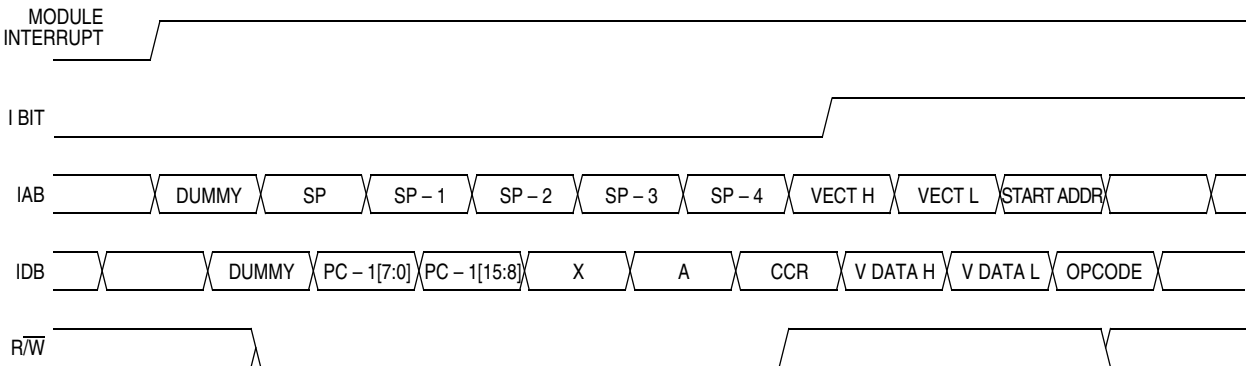 MODULE
INTERRUPT
I BIT
IAB DUMMY SP SP – 1 SP – 2 SP – 3 SP – 4 VECT H VECT L START ADDR
IDB DUMMY PC – 1[7:0] PC – 1[15:8] X A CCR V DATA H V DATA L OPCODE
R/W̅